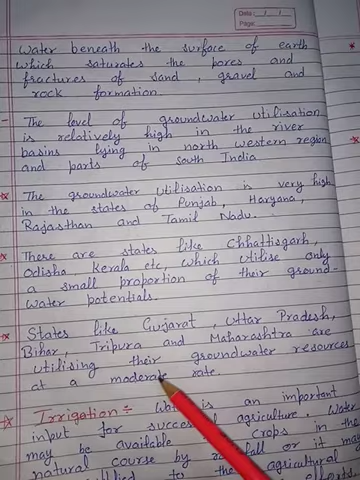 Date: / /
Page:
Water beneath the surface of earth
which saturates the pores and
fractures of sand, gravel and
rock formation.
- The level of groundwater utilisation
is relatively high in the river
basins lying in north western region
and parts of south India
* The groundwater utilisation is very high
in the states of Punjab, Haryana,
Rajasthan and Tamil Nadu.
* There are states like Chhattisgarh,
Odisha, Kerala etc, which utilise only
a small proportion of their ground-
water potentials.
* States like Gujarat, Uttar Pradesh,
Bihar, Tripura and Maharashtra are
utilising their groundwater resources
at a moderate rate.
* Irrigation ÷ Water is an important
input for successful agriculture. Water
may be available to crops in the
natural course by rainfall or it may
to the agricultural